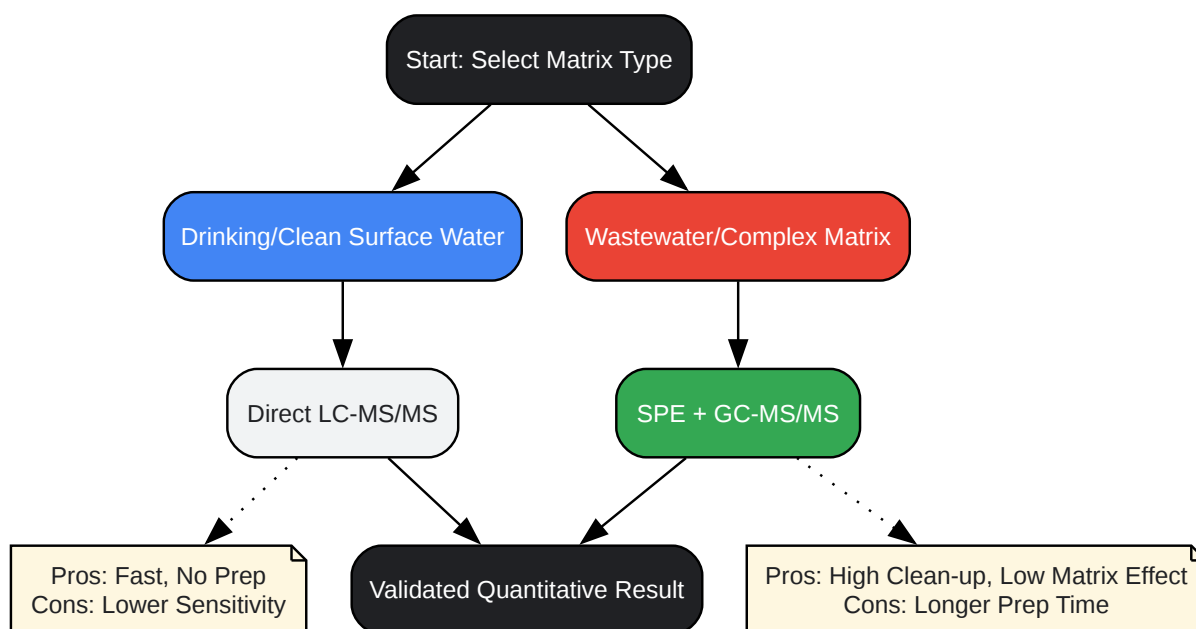 Start: Select Matrix Type
Drinking/Clean Surface Water
Wastewater/Complex Matrix
Direct LC-MS/MS
SPE + GC-MS/MS
Pros: Fast, No Prep
Cons: Lower Sensitivity
Validated Quantitative Result
Pros: High Clean-up, Low Matrix Effect
Cons: Longer Prep Time